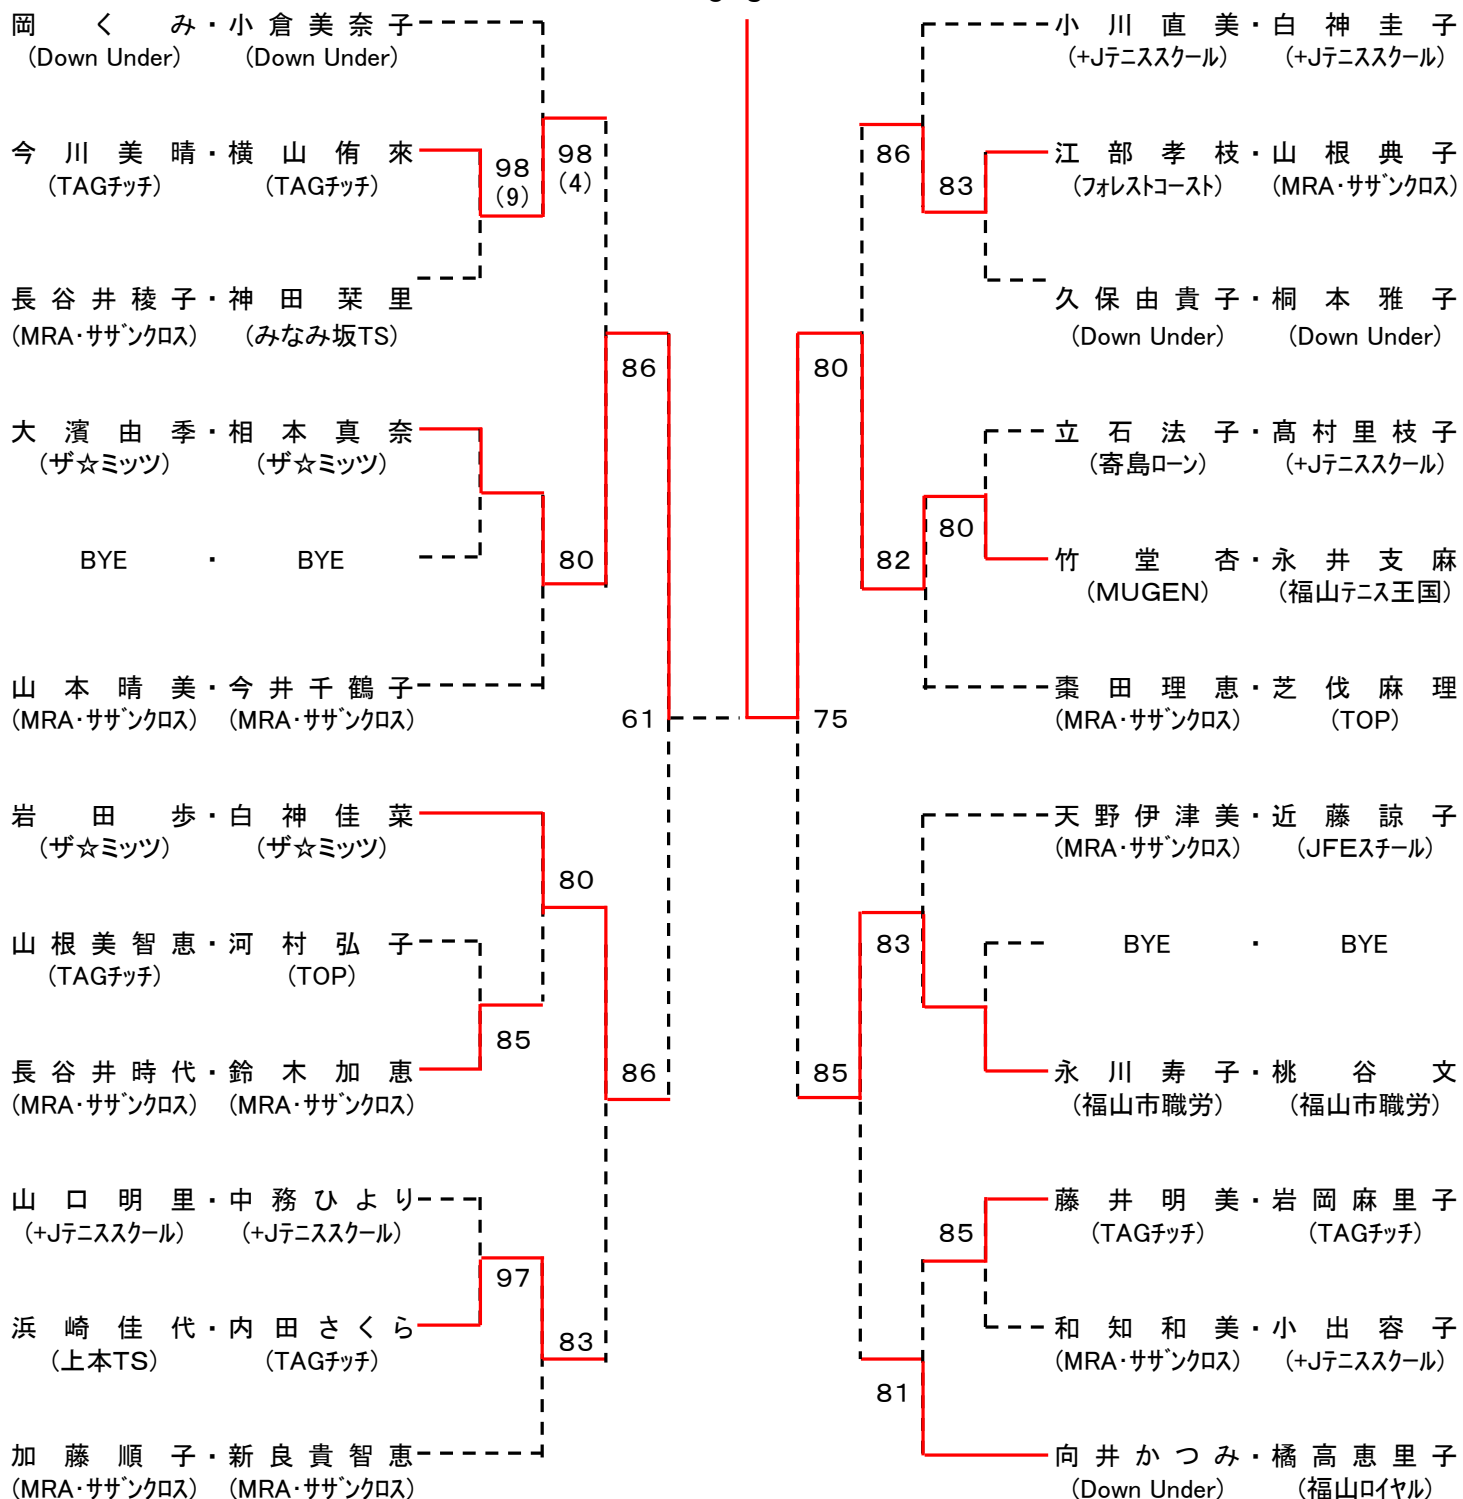 岡くみ・小倉美奈子
(Down Under) (Down Under)
今川美晴・横山侑來
(TAGチッチ) (TAGチッチ)
98
(9)
98
(4)
長谷井稜子・神田栞里
(MRA・サザンクロス) (みなみ坂TS)
86
大濱由季・相本真奈
(ザ☆ミッツ) (ザ☆ミッツ)
BYE ・ BYE
80
山本晴美・今井千鶴子
(MRA・サザンクロス) (MRA・サザンクロス)
61
岩田歩・白神佳菜
(ザ☆ミッツ) (ザ☆ミッツ)
80
山根美智恵・河村弘子
(TAGチッチ) (TOP)
85
長谷井時代・鈴木加恵
(MRA・サザンクロス) (MRA・サザンクロス)
86
山口明里・中務ひより
(+Jテニススクール) (+Jテニススクール)
97
浜崎佳代・内田さくら
(上本TS) (TAGチッチ)
83
加藤順子・新良貴智恵
(MRA・サザンクロス) (MRA・サザンクロス)
小川直美・白神圭子
(+Jテニススクール) (+Jテニススクール)
86
江部孝枝・山根典子
(フォレストコースト) (MRA・サザンクロス)
83
久保由貴子・桐本雅子
(Down Under) (Down Under)
80
立石法子・髙村里枝子
(寄島ローン) (+Jテニススクール)
80
82
竹堂杏・永井支麻
(MUGEN) (福山テニス王国)
棗田理恵・芝伐麻理
(MRA・サザンクロス) (TOP)
75
天野伊津美・近藤諒子
(MRA・サザンクロス) (JFEスチール)
83
BYE ・ BYE
永川寿子・桃谷文
(福山市職労) (福山市職労)
85
藤井明美・岩岡麻里子
(TAGチッチ) (TAGチッチ)
85
和知和美・小出容子
(MRA・サザンクロス) (+Jテニススクール)
81
向井かつみ・橘高恵里子
(Down Under) (福山ロイヤル)